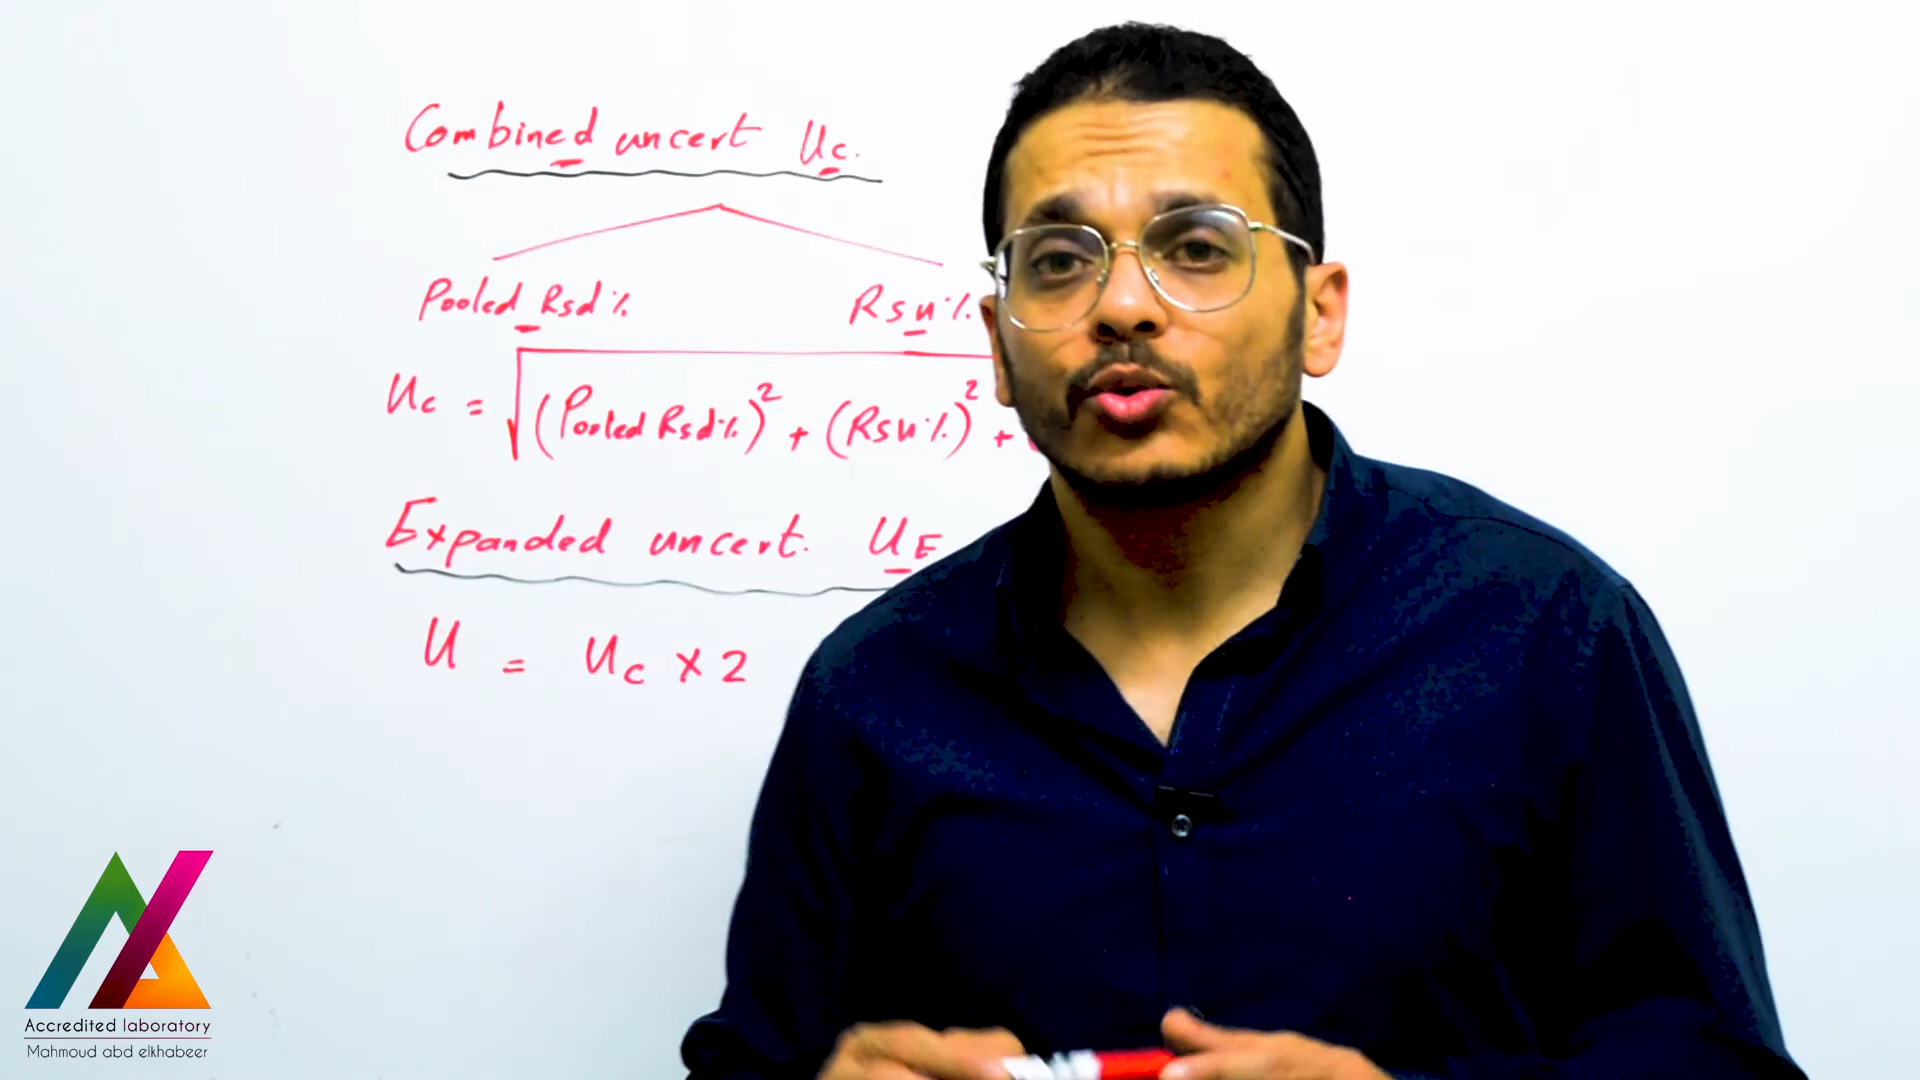 Combined uncert Uc.
Pooled Rsd% Rsu%
Uc = √(Pooled Rsd%)² + (Rsu%)² +
Expanded uncert. UE
U = Uc × 2
Accredited laboratory
Mahmoud abd elkhabeer